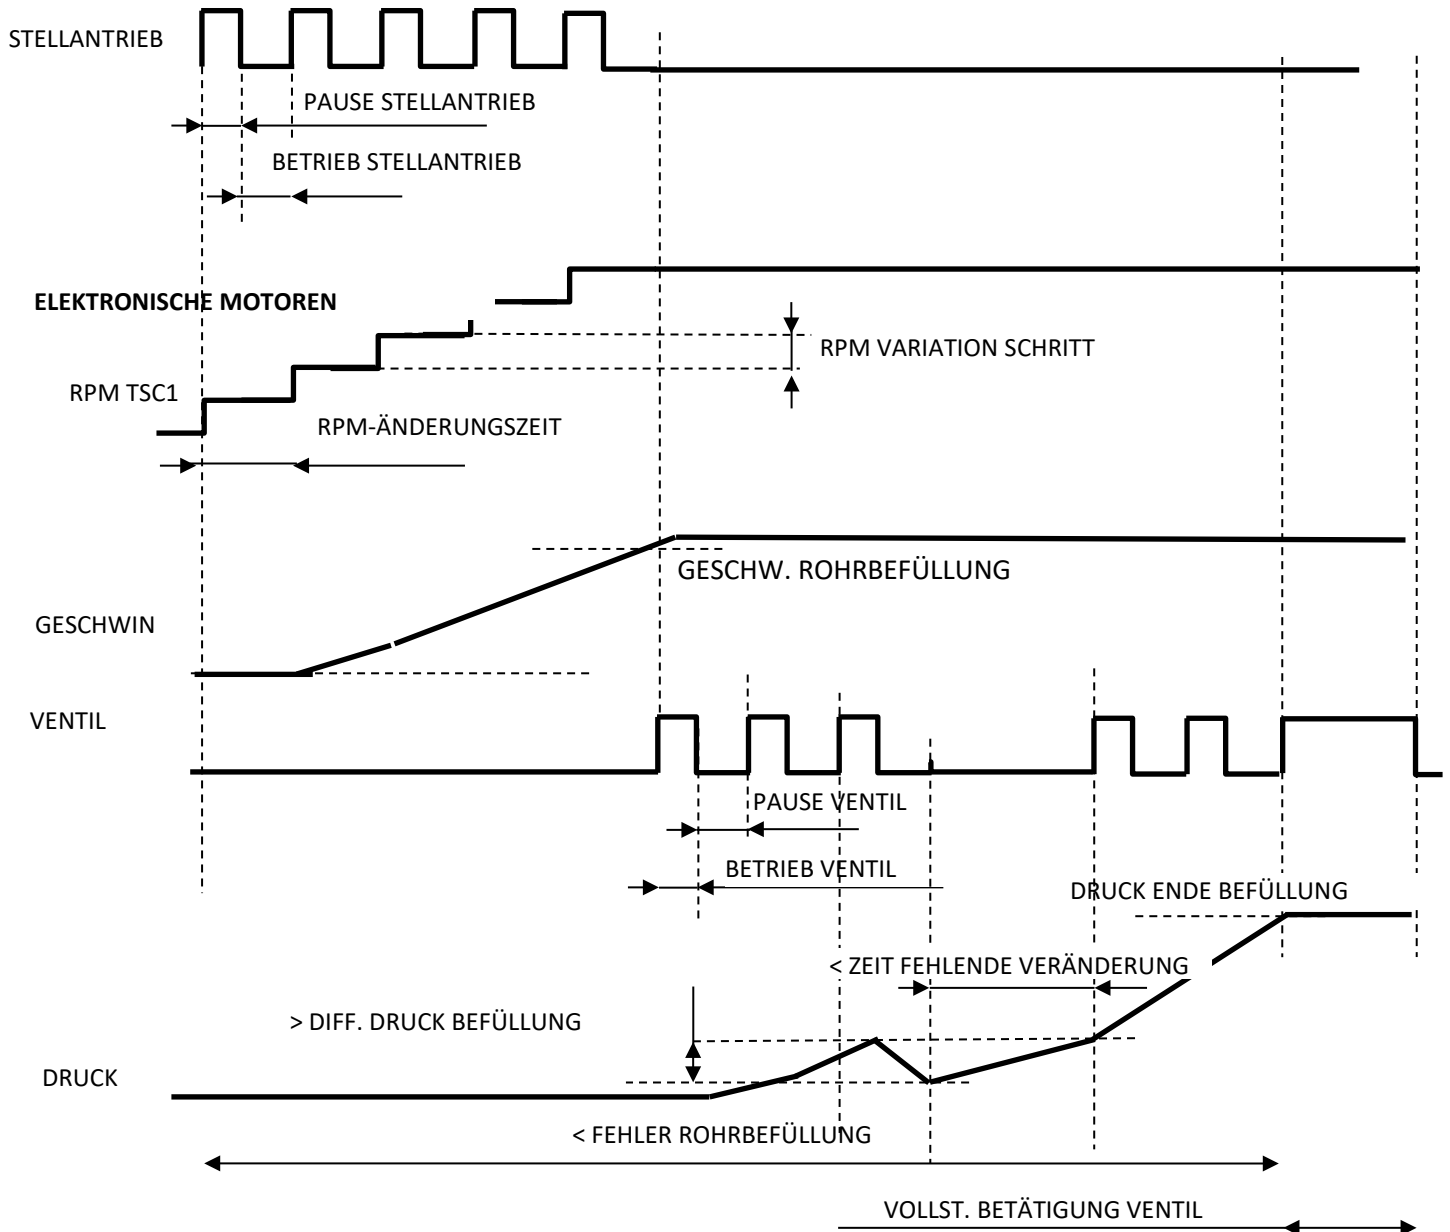 STELLANTRIEB
PAUSE STELLANTRIEB
BETRIEB STELLANTRIEB
ELEKTRONISCHE MOTOREN
RPM VARIATION SCHRITT
RPM TSC1
RPM-ÄNDERUNGSZEIT
GESCHW. ROHRBEFÜLLUNG
GESCHWIN
VENTIL
PAUSE VENTIL
BETRIEB VENTIL
DRUCK ENDE BEFÜLLUNG
< ZEIT FEHLENDE VERÄNDERUNG
> DIFF. DRUCK BEFÜLLUNG
DRUCK
< FEHLER ROHRBEFÜLLUNG
VOLLST. BETÄTIGUNG VENTIL